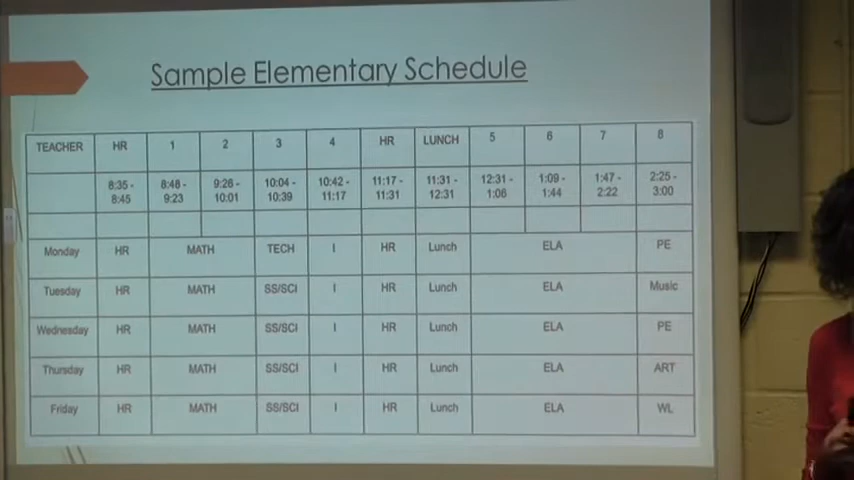 Sample Elementary Schedule
TEACHER HR 1 2 3 4 HR LUNCH 5 6 7 8
8:35 - 8:48 - 9:26 - 10:04 - 10:42 - 11:17 - 11:31 - 12:31 - 1:09 - 1:47 - 2:25 -
8:45 9:23 10:01 10:39 11:17 11:31 12:31 1:06 1:44 2:22 3:00
Monday HR MATH TECH I HR Lunch ELA PE
Tuesday HR MATH SS/SCI I HR Lunch ELA Music
Wednesday HR MATH SS/SCI I HR Lunch ELA PE
Thursday HR MATH SS/SCI I HR Lunch ELA ART
Friday HR MATH SS/SCI I HR Lunch ELA WL